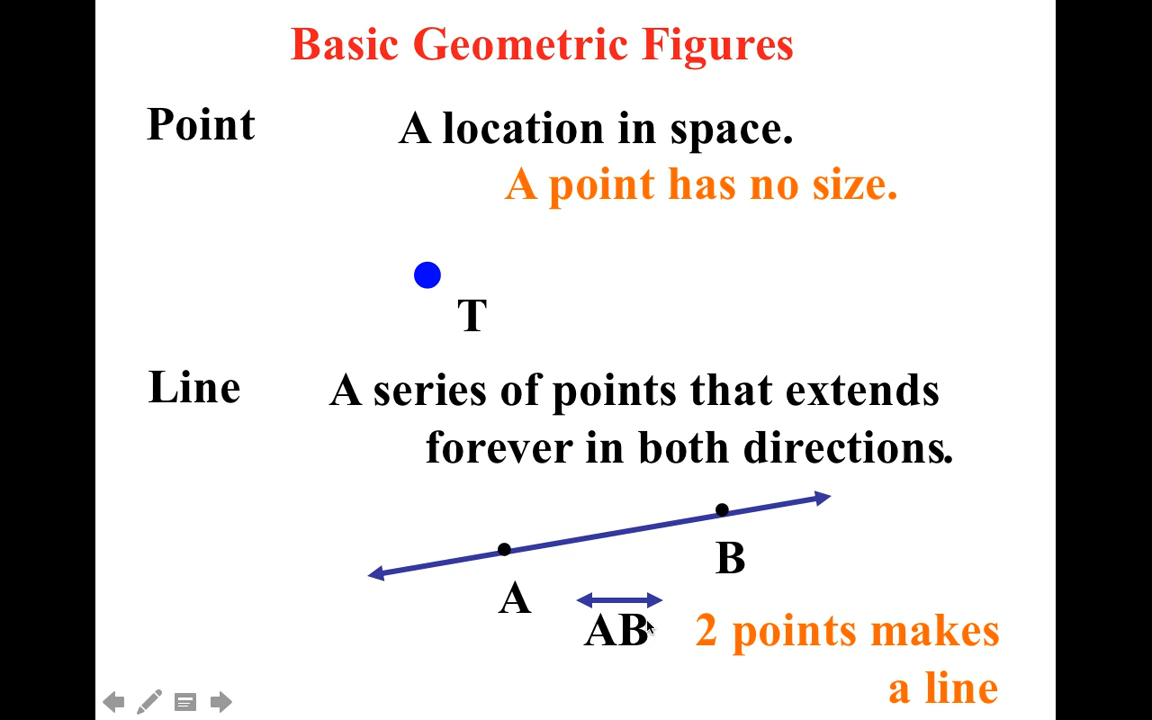 Basic Geometric Figures
Point
A location in space.
A point has no size.
T
Line
A series of points that extends
forever in both directions.
B
A
AB
2 points makes
a line